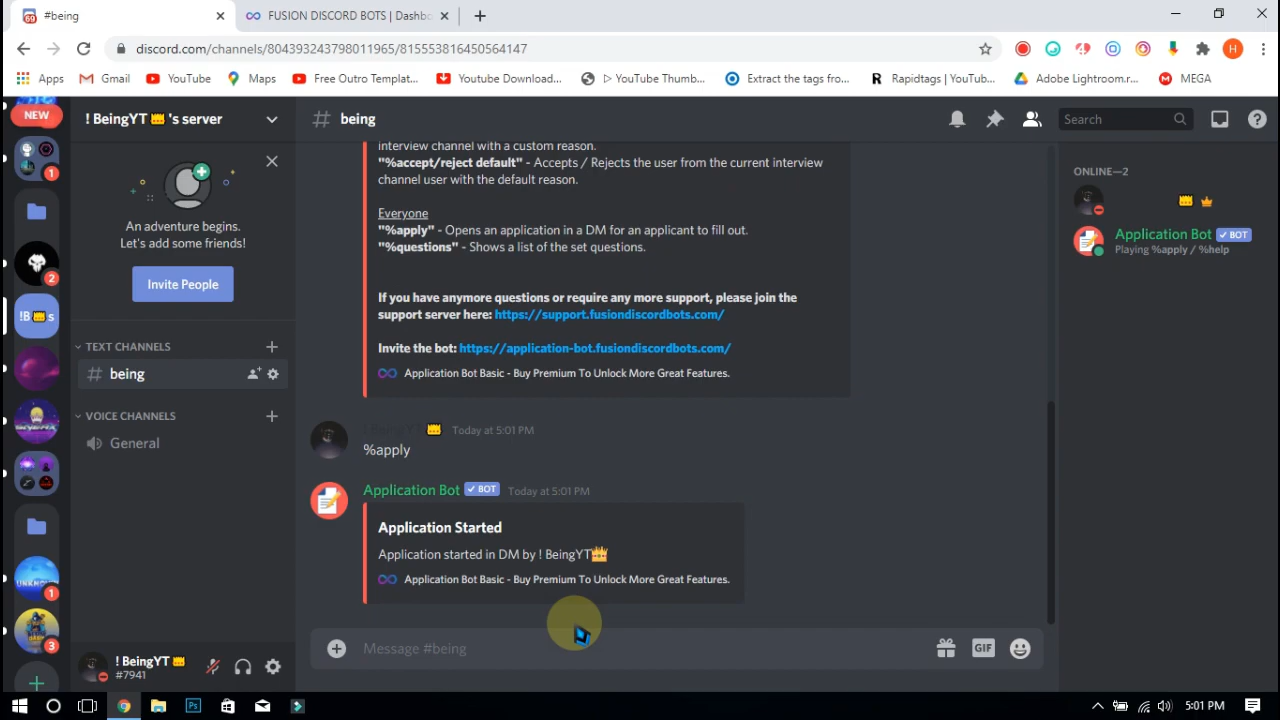 #being
FUSION DISCORD BOTS | Dashbo
discord.com/channels/804393243798011965/815553816450564147
H
Apps
Gmail
YouTube
Maps
Free Outro Templat...
Youtube Download...
▷ YouTube Thumb...
Extract the tags fro...
Rapidtags | YouTub...
Adobe Lightroom.r...
MEGA
NEW
! BeingYT👑's server
# being
Search
interview channel with a custom reason.
"%accept/reject default" - Accepts / Rejects the user from the current interview
channel user with the default reason.
Everyone
"%apply" - Opens an application in a DM for an applicant to fill out.
"%questions" - Shows a list of the set questions.
If you have anymore questions or require any more support, please join the
support server here: https://support.fusiondiscordbots.com/
Invite the bot: https://application-bot.fusiondiscordbots.com/
Application Bot Basic - Buy Premium To Unlock More Great Features.
! BeingYT👑 Today at 5:01 PM
%apply
Application Bot ✓ BOT Today at 5:01 PM
Application Started
Application started in DM by ! BeingYT👑
Application Bot Basic - Buy Premium To Unlock More Great Features.
Message #being
GIF
1
2
!B👑s
UNKNOWN
1
3
An adventure begins.
Let's add some friends!
Invite People
TEXT CHANNELS
# being
VOICE CHANNELS
General
! BeingYT👑
#7941
ONLINE—2
Application Bot ✓ BOT
Playing %apply / %help
Ps
5:01 PM